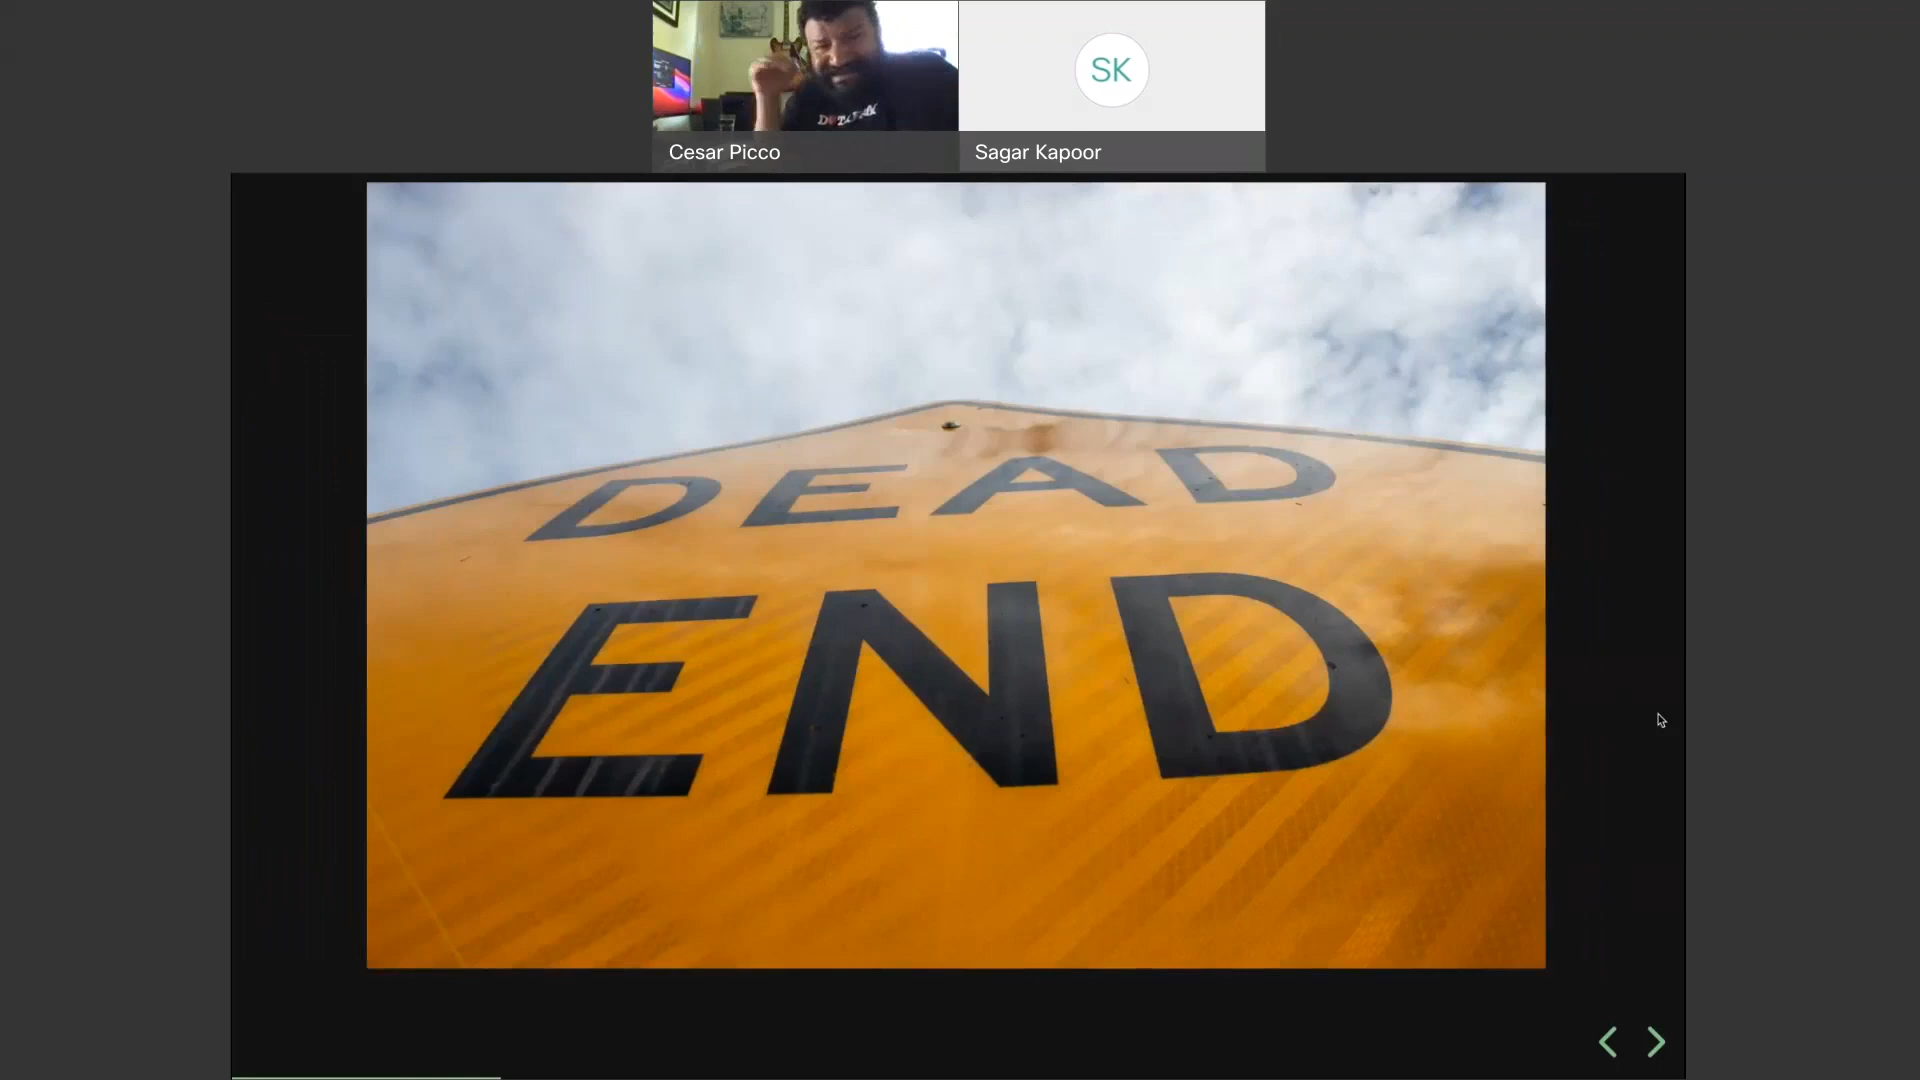 SK
Cesar Picco
Sagar Kapoor
DEAD
END